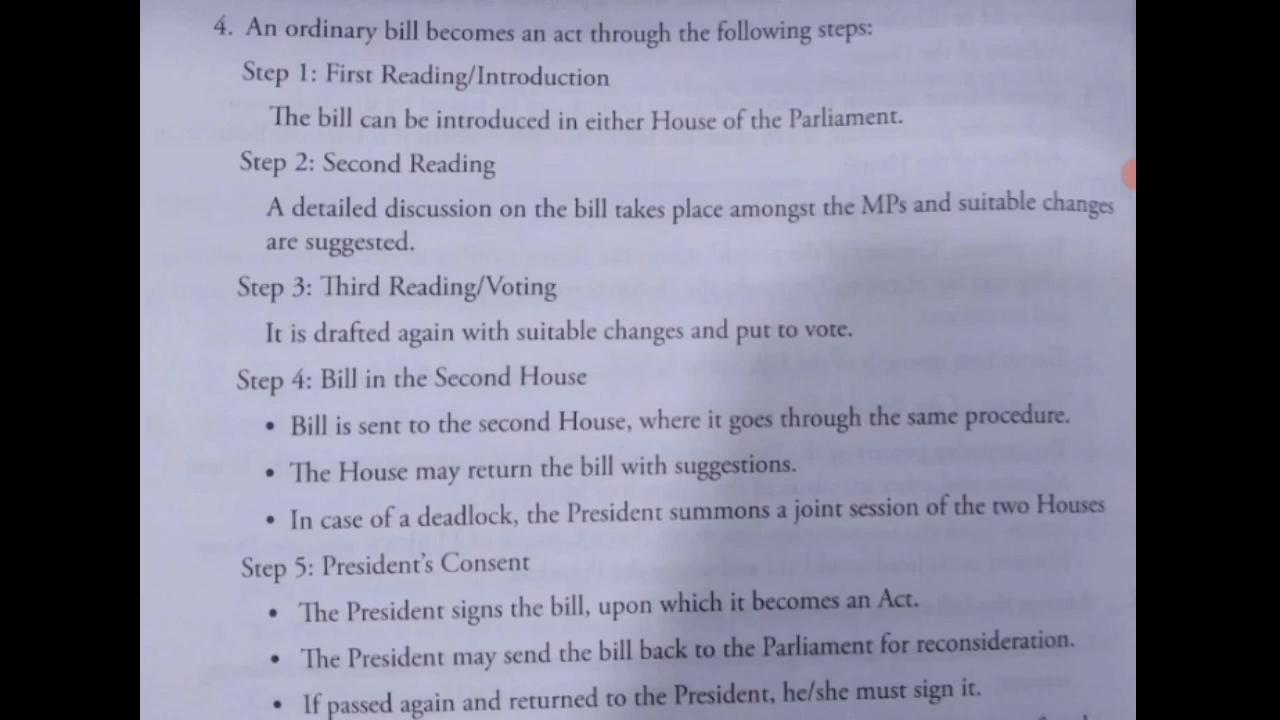 4. An ordinary bill becomes an act through the following steps:
Step 1: First Reading/Introduction
The bill can be introduced in either House of the Parliament.
Step 2: Second Reading
A detailed discussion on the bill takes place amongst the MPs and suitable changes
are suggested.
Step 3: Third Reading/Voting
It is drafted again with suitable changes and put to vote.
Step 4: Bill in the Second House
• Bill is sent to the second House, where it goes through the same procedure.
• The House may return the bill with suggestions.
• In case of a deadlock, the President summons a joint session of the two Houses
Step 5: President's Consent
• The President signs the bill, upon which it becomes an Act.
• The President may send the bill back to the Parliament for reconsideration.
• If passed again and returned to the President, he/she must sign it.